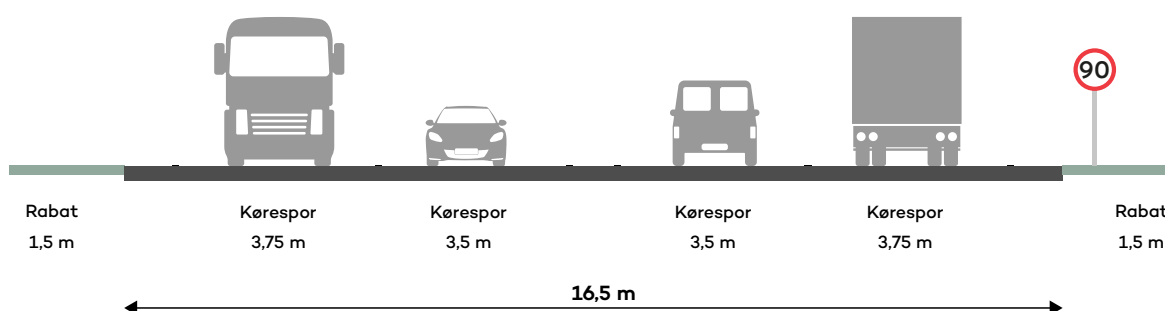 90
Rabat
1,5 m
Kørespor
3,75 m
Kørespor
3,5 m
Kørespor
3,5 m
Kørespor
3,75 m
Rabat
1,5 m
16,5 m